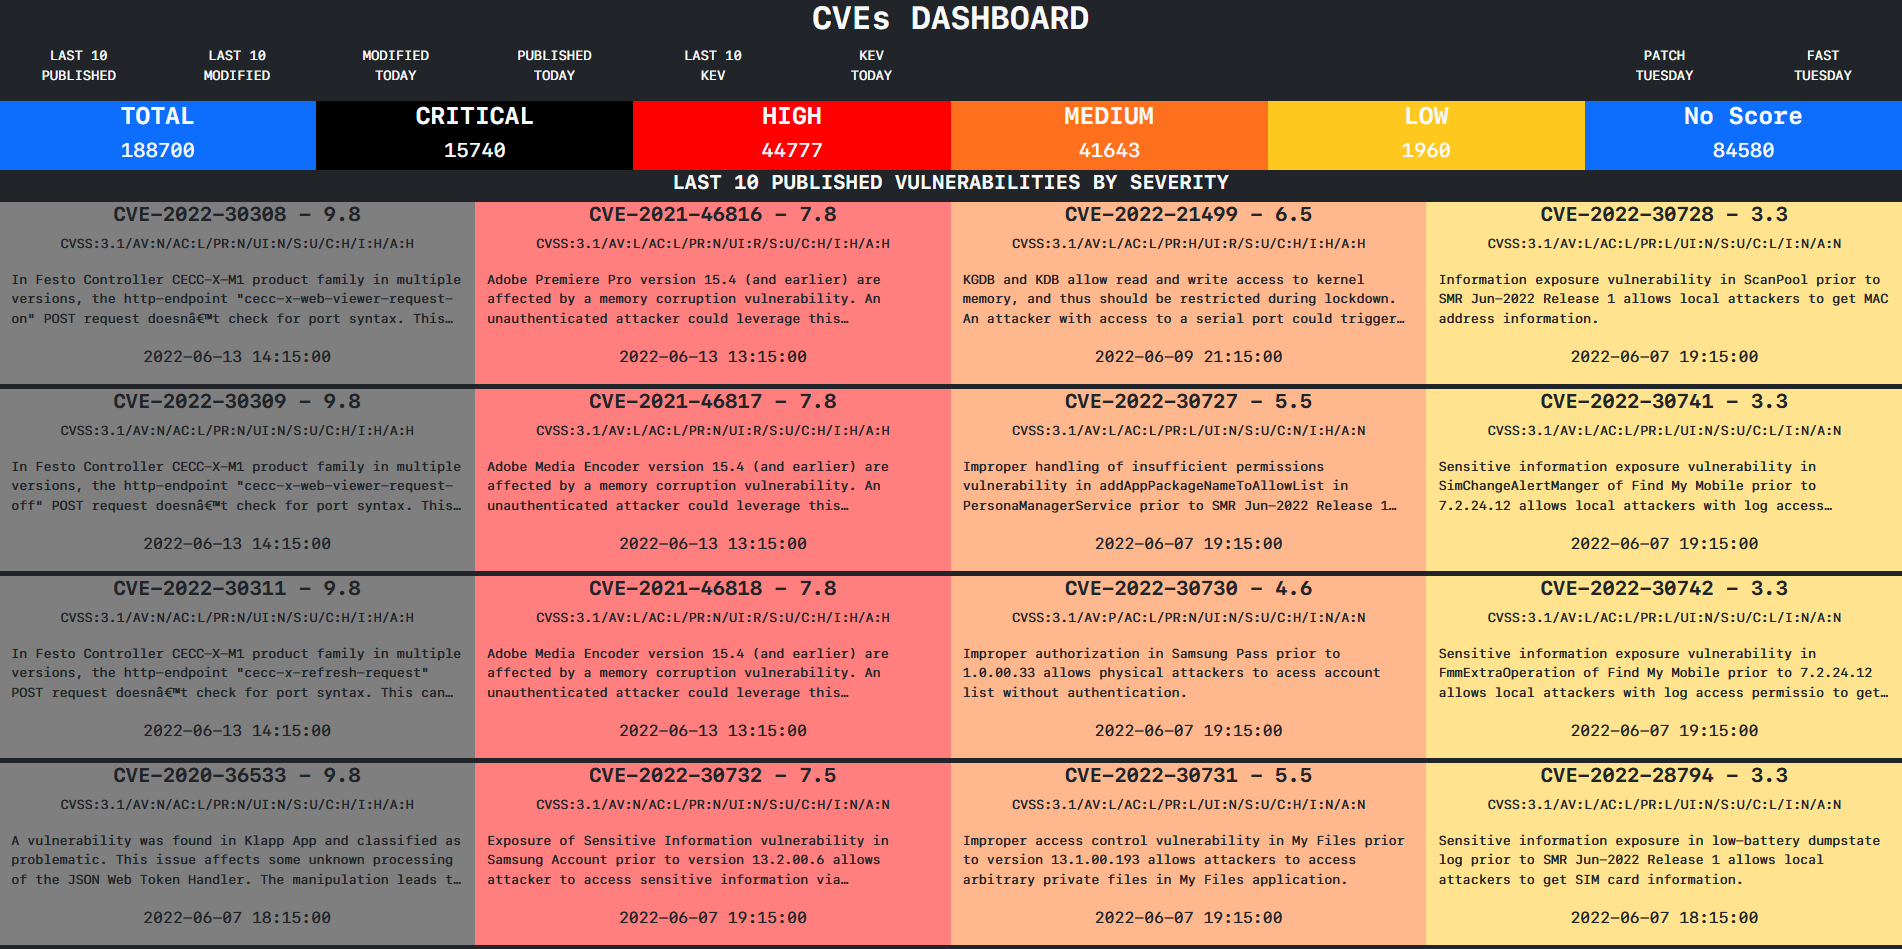 CVEs DASHBOARD
LAST 10
PUBLISHED
LAST 10
MODIFIED
MODIFIED
TODAY
PUBLISHED
TODAY
LAST 10
KEV
KEV
TODAY
PATCH
TUESDAY
FAST
TUESDAY
TOTAL
188700
CRITICAL
15740
HIGH
44777
MEDIUM
41643
LOW
1960
No Score
84580
LAST 10 PUBLISHED VULNERABILITIES BY SEVERITY
CVE-2022-30308 - 9.8
CVSS:3.1/AV:N/AC:L/PR:N/UI:N/S:U/C:H/I:H/A:H
In Festo Controller CECC-X-M1 product family in multiple
versions, the http-endpoint "cecc-x-web-viewer-request-
on" POST request doesnâ€™t check for port syntax. This…
2022-06-13 14:15:00
CVE-2021-46816 - 7.8
CVSS:3.1/AV:L/AC:L/PR:N/UI:R/S:U/C:H/I:H/A:H
Adobe Premiere Pro version 15.4 (and earlier) are
affected by a memory corruption vulnerability. An
unauthenticated attacker could leverage this…
2022-06-13 13:15:00
CVE-2022-21499 - 6.5
CVSS:3.1/AV:L/AC:L/PR:H/UI:R/S:U/C:H/I:H/A:H
KGDB and KDB allow read and write access to kernel
memory, and thus should be restricted during lockdown.
An attacker with access to a serial port could trigger…
2022-06-09 21:15:00
CVE-2022-30728 - 3.3
CVSS:3.1/AV:L/AC:L/PR:L/UI:N/S:U/C:L/I:N/A:N
Information exposure vulnerability in ScanPool prior to
SMR Jun-2022 Release 1 allows local attackers to get MAC
address information.
2022-06-07 19:15:00
CVE-2022-30309 - 9.8
CVSS:3.1/AV:N/AC:L/PR:N/UI:N/S:U/C:H/I:H/A:H
In Festo Controller CECC-X-M1 product family in multiple
versions, the http-endpoint "cecc-x-web-viewer-request-
off" POST request doesnâ€™t check for port syntax. This…
2022-06-13 14:15:00
CVE-2021-46817 - 7.8
CVSS:3.1/AV:L/AC:L/PR:N/UI:R/S:U/C:H/I:H/A:H
Adobe Media Encoder version 15.4 (and earlier) are
affected by a memory corruption vulnerability. An
unauthenticated attacker could leverage this…
2022-06-13 13:15:00
CVE-2022-30727 - 5.5
CVSS:3.1/AV:L/AC:L/PR:L/UI:N/S:U/C:N/I:H/A:N
Improper handling of insufficient permissions
vulnerability in addAppPackageNameToAllowList in
PersonaManagerService prior to SMR Jun-2022 Release 1…
2022-06-07 19:15:00
CVE-2022-30741 - 3.3
CVSS:3.1/AV:L/AC:L/PR:L/UI:N/S:U/C:L/I:N/A:N
Sensitive information exposure vulnerability in
SimChangeAlertManger of Find My Mobile prior to
7.2.24.12 allows local attackers with log access…
2022-06-07 19:15:00
CVE-2022-30311 - 9.8
CVSS:3.1/AV:N/AC:L/PR:N/UI:N/S:U/C:H/I:H/A:H
In Festo Controller CECC-X-M1 product family in multiple
versions, the http-endpoint "cecc-x-refresh-request"
POST request doesnâ€™t check for port syntax. This can…
2022-06-13 14:15:00
CVE-2021-46818 - 7.8
CVSS:3.1/AV:L/AC:L/PR:N/UI:R/S:U/C:H/I:H/A:H
Adobe Media Encoder version 15.4 (and earlier) are
affected by a memory corruption vulnerability. An
unauthenticated attacker could leverage this…
2022-06-13 13:15:00
CVE-2022-30730 - 4.6
CVSS:3.1/AV:P/AC:L/PR:N/UI:N/S:U/C:H/I:N/A:N
Improper authorization in Samsung Pass prior to
1.0.00.33 allows physical attackers to acess account
list without authentication.
2022-06-07 19:15:00
CVE-2022-30742 - 3.3
CVSS:3.1/AV:L/AC:L/PR:L/UI:N/S:U/C:L/I:N/A:N
Sensitive information exposure vulnerability in
FmmExtraOperation of Find My Mobile prior to 7.2.24.12
allows local attackers with log access permissio to get…
2022-06-07 19:15:00
CVE-2020-36533 - 9.8
CVSS:3.1/AV:N/AC:L/PR:N/UI:N/S:U/C:H/I:H/A:H
A vulnerability was found in Klapp App and classified as
problematic. This issue affects some unknown processing
of the JSON Web Token Handler. The manipulation leads t…
2022-06-07 18:15:00
CVE-2022-30732 - 7.5
CVSS:3.1/AV:N/AC:L/PR:N/UI:N/S:U/C:H/I:N/A:N
Exposure of Sensitive Information vulnerability in
Samsung Account prior to version 13.2.00.6 allows
attacker to access sensitive information via…
2022-06-07 19:15:00
CVE-2022-30731 - 5.5
CVSS:3.1/AV:L/AC:L/PR:L/UI:N/S:U/C:H/I:N/A:N
Improper access control vulnerability in My Files prior
to version 13.1.00.193 allows attackers to access
arbitrary private files in My Files application.
2022-06-07 19:15:00
CVE-2022-28794 - 3.3
CVSS:3.1/AV:L/AC:L/PR:L/UI:N/S:U/C:L/I:N/A:N
Sensitive information exposure in low-battery dumpstate
log prior to SMR Jun-2022 Release 1 allows local
attackers to get SIM card information.
2022-06-07 18:15:00